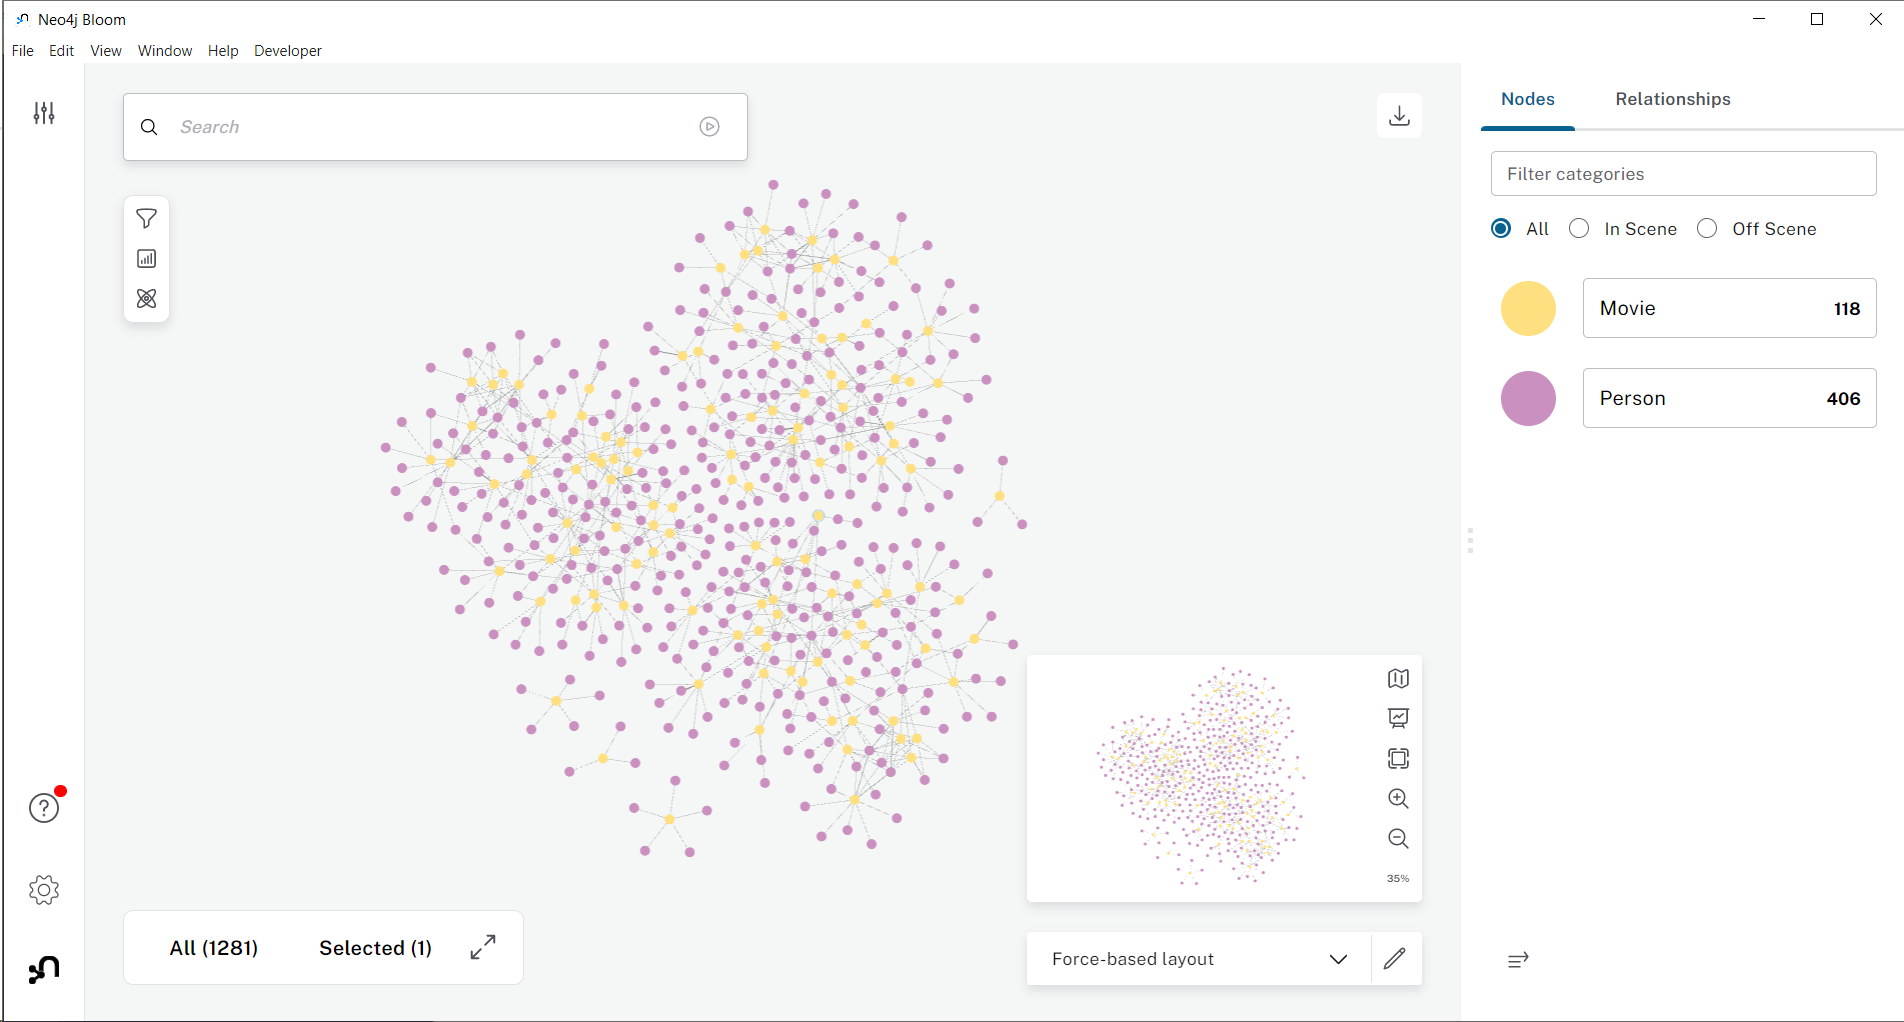 Neo4j Bloom
File Edit View Window Help Developer
Search
Nodes Relationships
Filter categories
All In Scene Off Scene
Movie 118
Person 406
35%
All (1281) Selected (1)
Force-based layout